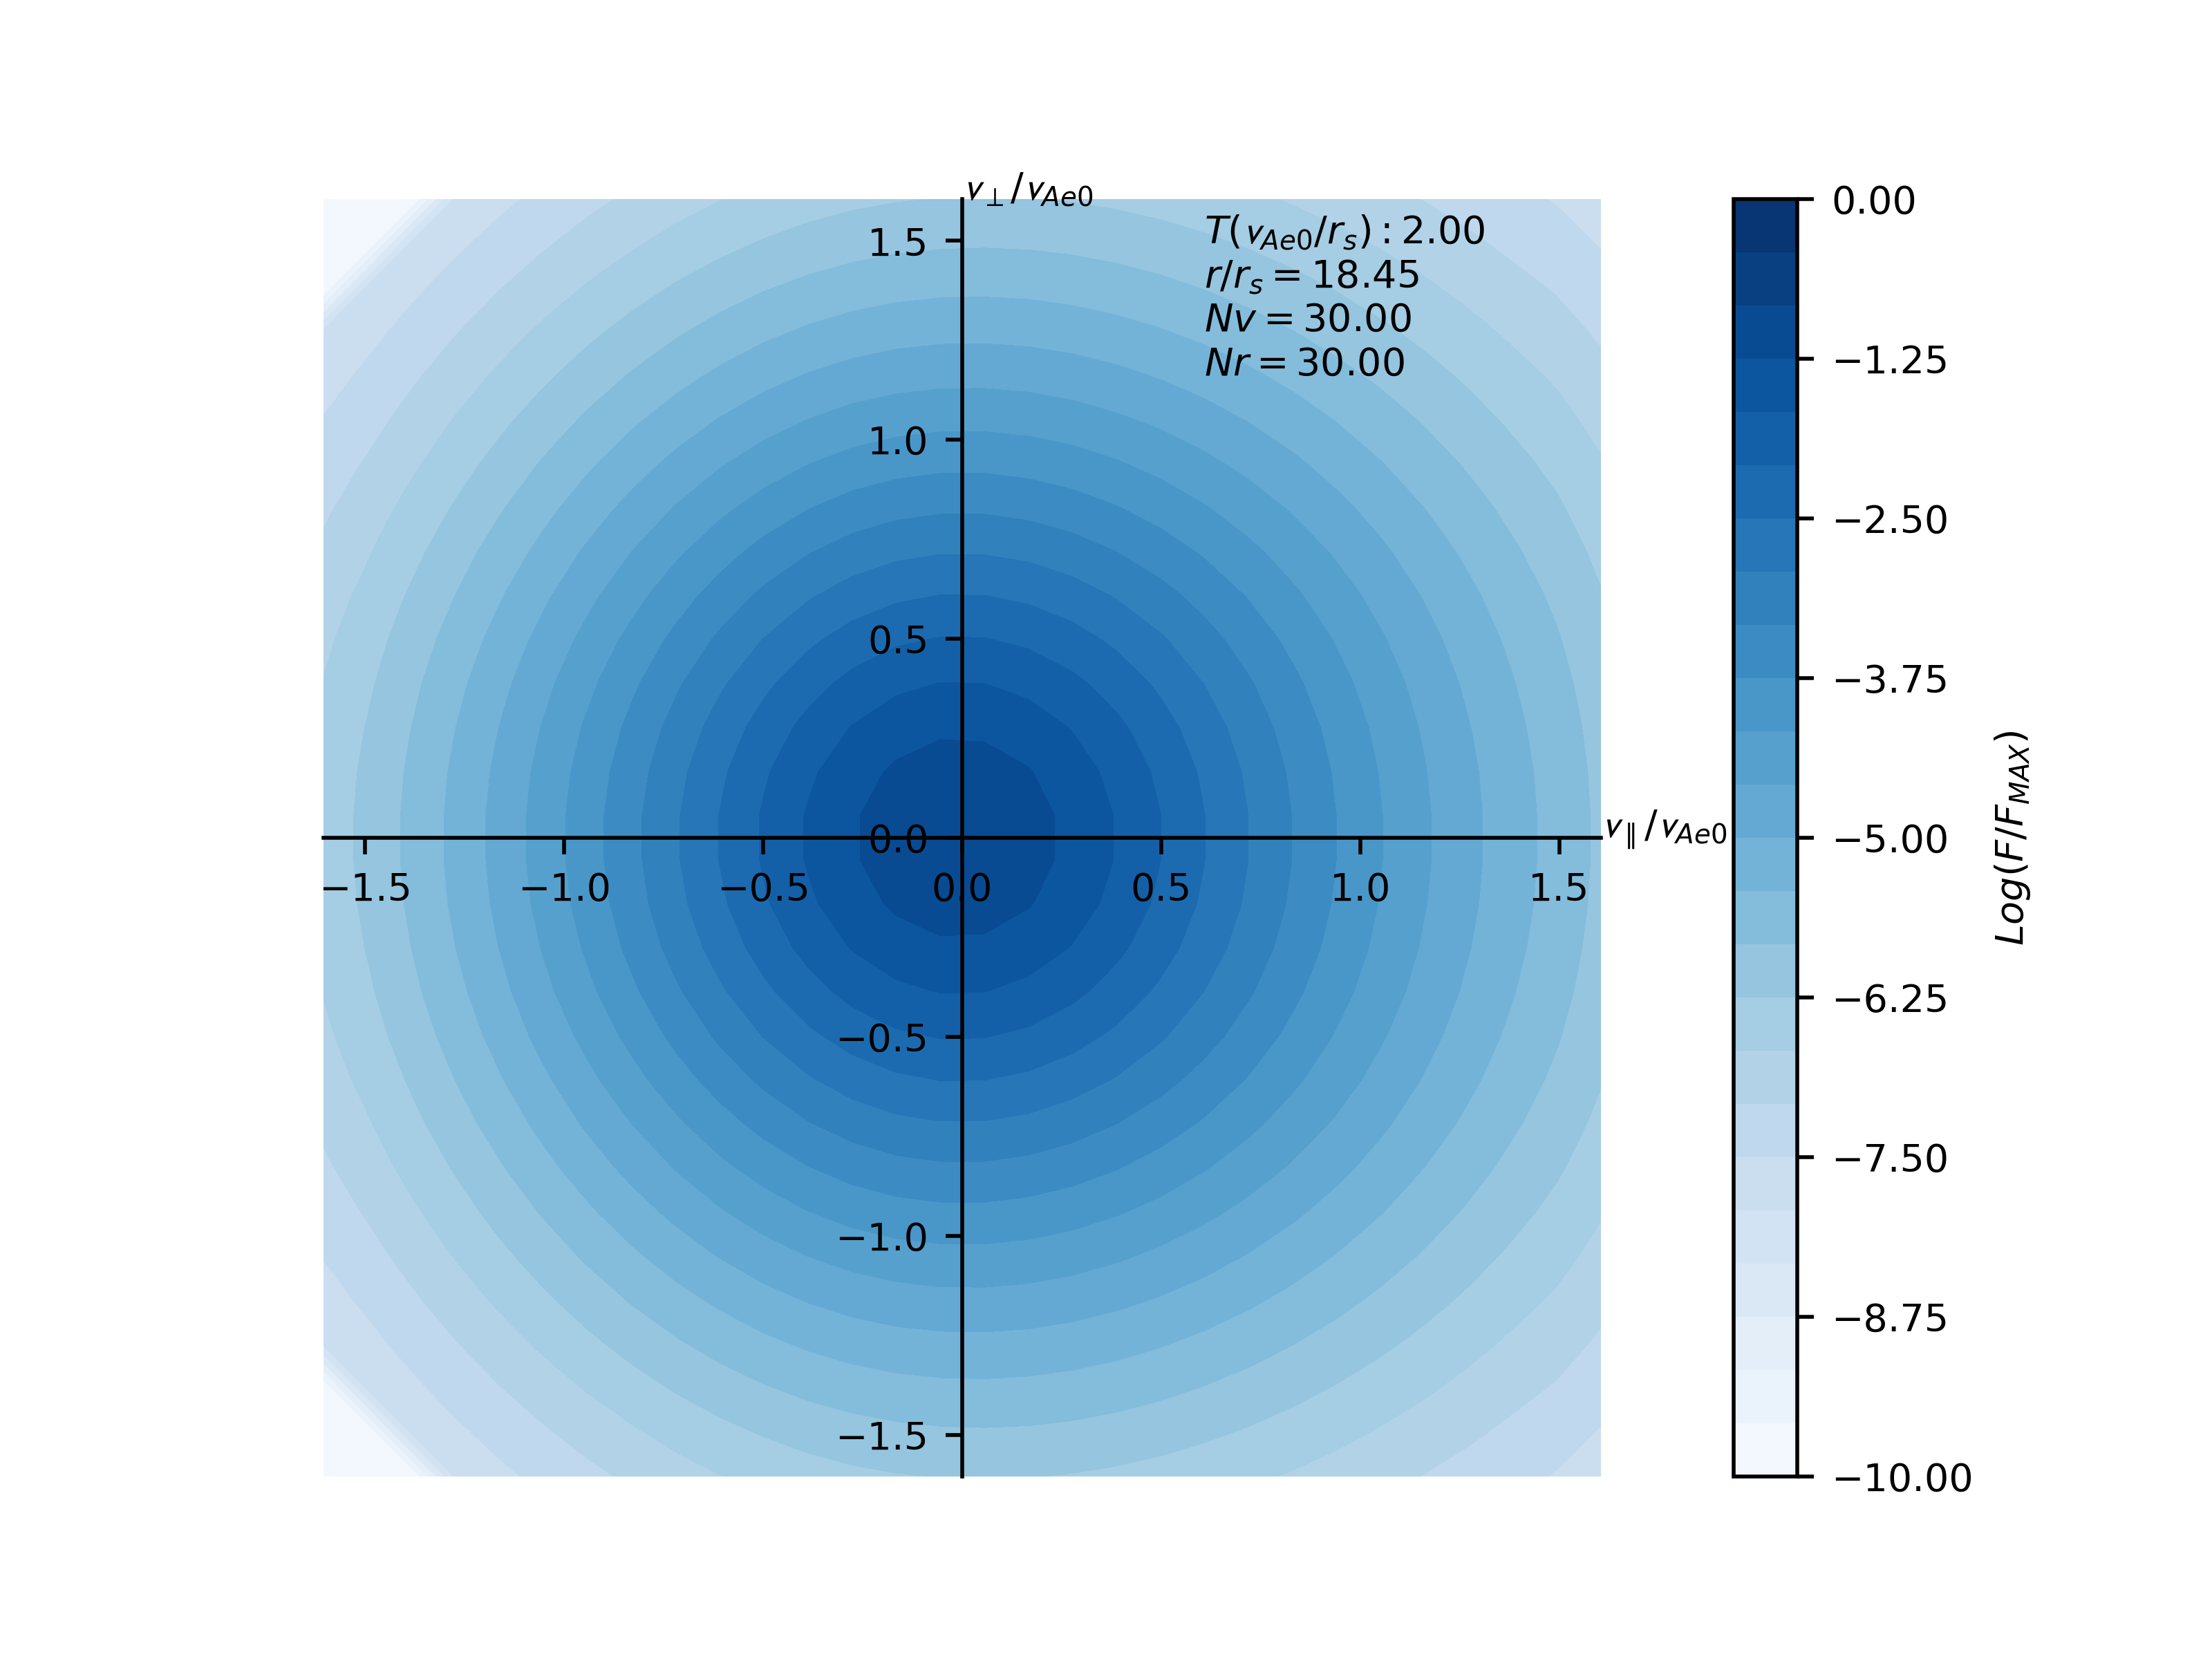 v⊥/vAe0
T(vAe0/rs) : 2.00
r/rs = 18.45
Nv = 30.00
Nr = 30.00
1.5
1.0
0.5
0.0
−0.5
−1.0
−1.5
−1.5 −1.0 −0.5 0.0 0.5 1.0 1.5
v∥/vAe0
0.00
−1.25
−2.50
−3.75
−5.00
−6.25
−7.50
−8.75
−10.00
Log(F/FMAX)